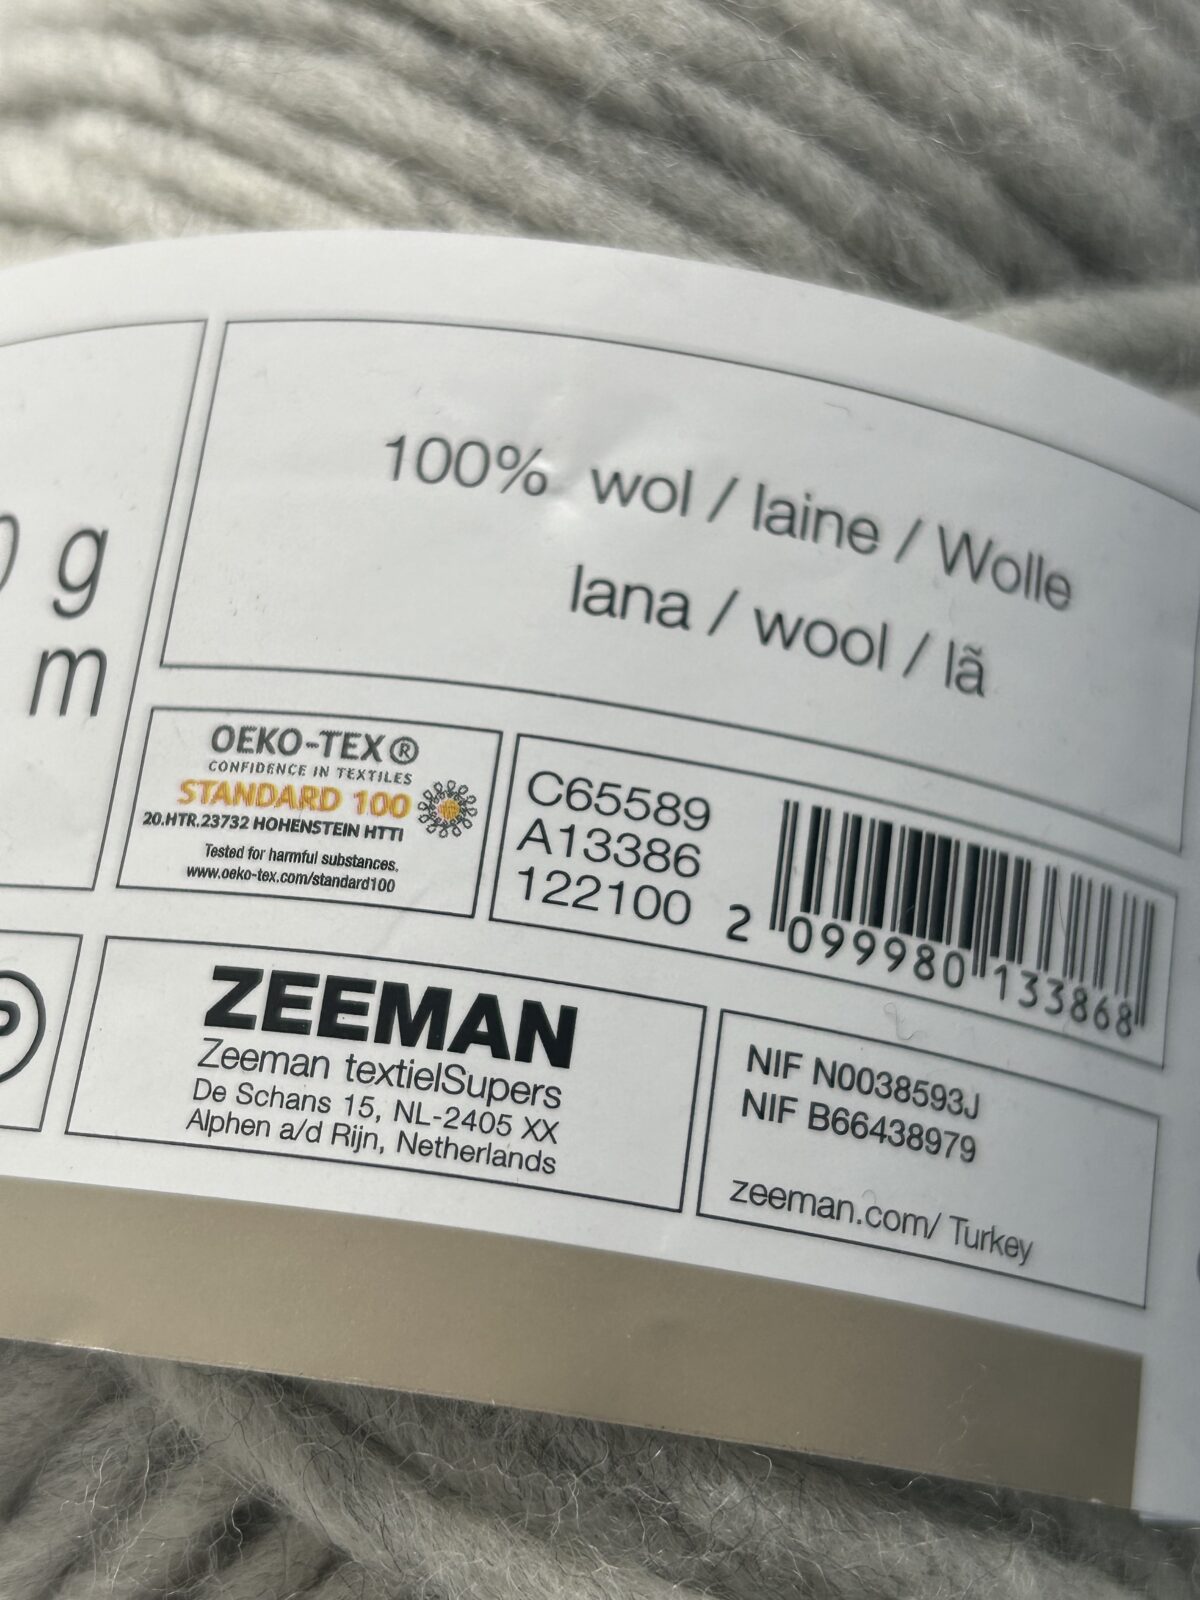 100% wol / laine / Wolle
lana / wool / lã
g
m
OEKO-TEX®
CONFIDENCE IN TEXTILES
STANDARD 100
20.HTR.23732 HOHENSTEIN HTTI
Tested for harmful substances.
www.oeko-tex.com/standard100
C65589
A13386
122100
2 099980 133868
P
ZEEMAN
Zeeman textielSupers
De Schans 15, NL-2405 XX
Alphen a/d Rijn, Netherlands
NIF N0038593J
NIF B66438979
zeeman.com/ Turkey